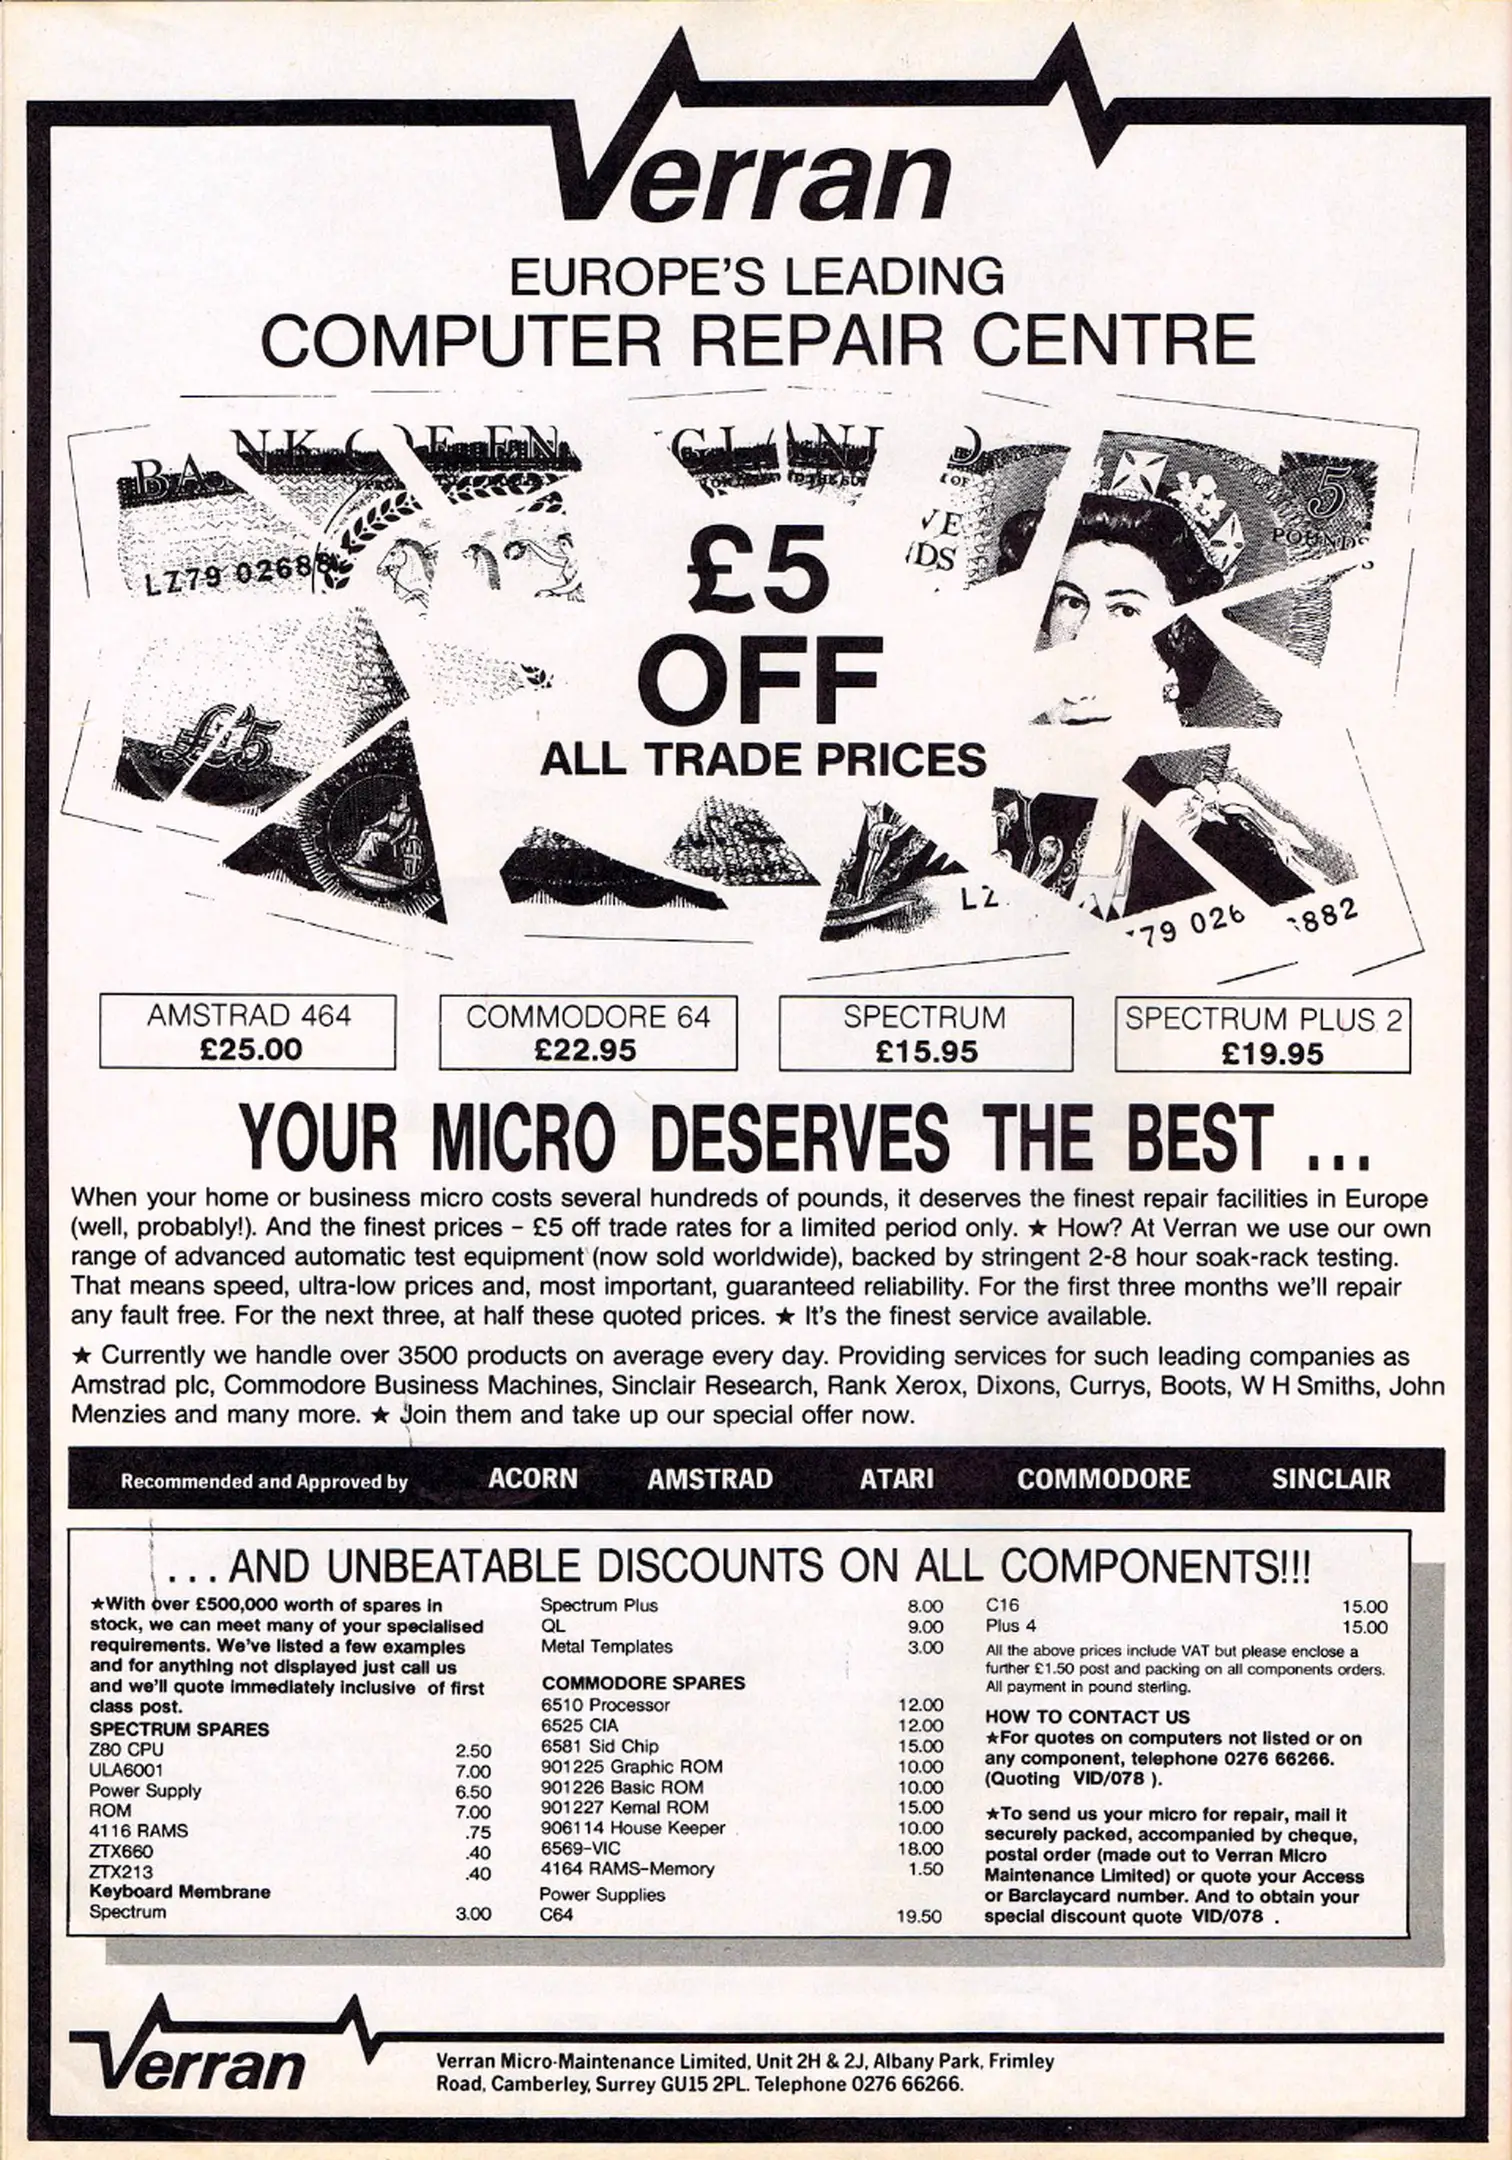 Verran
EUROPE'S LEADING
COMPUTER REPAIR CENTRE
BANK OF ENGLAND
LZ79 02688
5
POUNDS
£5
£5
OFF
ALL TRADE PRICES
LZ
79 026
882
AMSTRAD 464
£25.00
COMMODORE 64
£22.95
SPECTRUM
£15.95
SPECTRUM PLUS 2
£19.95
YOUR MICRO DESERVES THE BEST ...
When your home or business micro costs several hundreds of pounds, it deserves the finest repair facilities in Europe
(well, probably!). And the finest prices – £5 off trade rates for a limited period only. ★ How? At Verran we use our own
range of advanced automatic test equipment (now sold worldwide), backed by stringent 2-8 hour soak-rack testing.
That means speed, ultra-low prices and, most important, guaranteed reliability. For the first three months we'll repair
any fault free. For the next three, at half these quoted prices. ★ It's the finest service available.
★ Currently we handle over 3500 products on average every day. Providing services for such leading companies as
Amstrad plc, Commodore Business Machines, Sinclair Research, Rank Xerox, Dixons, Currys, Boots, W H Smiths, John
Menzies and many more. ★ Join them and take up our special offer now.
Recommended and Approved by ACORN AMSTRAD ATARI COMMODORE SINCLAIR
...AND UNBEATABLE DISCOUNTS ON ALL COMPONENTS!!!
★With over £500,000 worth of spares in
stock, we can meet many of your specialised
requirements. We've listed a few examples
and for anything not displayed just call us
and we'll quote immediately inclusive of first
class post.
SPECTRUM SPARES
Z80 CPU 2.50
ULA6001 7.00
Power Supply 6.50
ROM 7.00
4116 RAMS .75
ZTX660 .40
ZTX213 .40
Keyboard Membrane
Spectrum 3.00
Spectrum Plus 8.00
QL 9.00
Metal Templates 3.00
COMMODORE SPARES
6510 Processor 12.00
6525 CIA 12.00
6581 Sid Chip 15.00
901225 Graphic ROM 10.00
901226 Basic ROM 10.00
901227 Kernal ROM 15.00
906114 House Keeper 10.00
6569-VIC 18.00
4164 RAMS-Memory 1.50
Power Supplies
C64 19.50
C16 15.00
Plus 4 15.00
All the above prices include VAT but please enclose a
further £1.50 post and packing on all components orders.
All payment in pound sterling.
HOW TO CONTACT US
★For quotes on computers not listed or on
any component, telephone 0276 66266.
(Quoting VID/078 ).
★To send us your micro for repair, mail it
securely packed, accompanied by cheque,
postal order (made out to Verran Micro
Maintenance Limited) or quote your Access
or Barclaycard number. And to obtain your
special discount quote VID/078 .
Verran
Verran Micro-Maintenance Limited, Unit 2H & 2J, Albany Park, Frimley
Road, Camberley, Surrey GU15 2PL. Telephone 0276 66266.